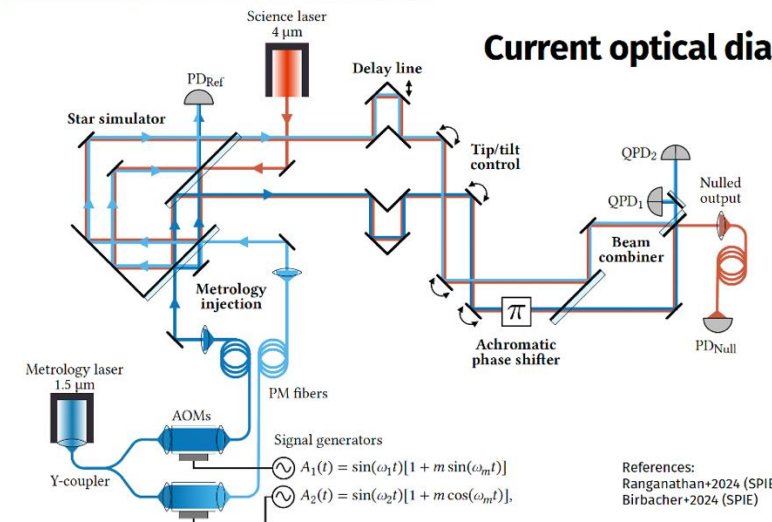 Current optical dia
Science laser
4 μm
PDRef
Delay line
Star simulator
Tip/tilt
control
QPD2
QPD1
Nulled
output
Beam
combiner
Metrology
injection
π
Achromatic
phase shifter
PDNull
Metrology laser
1.5 μm
PM fibers
AOMs
Y-coupler
Signal generators
A1(t) = sin(ω1t)[1 + m sin(ωmt)]
A2(t) = sin(ω2t)[1 + m cos(ωmt)],
References:
Ranganathan+2024 (SPIE
Birbacher+2024 (SPIE)